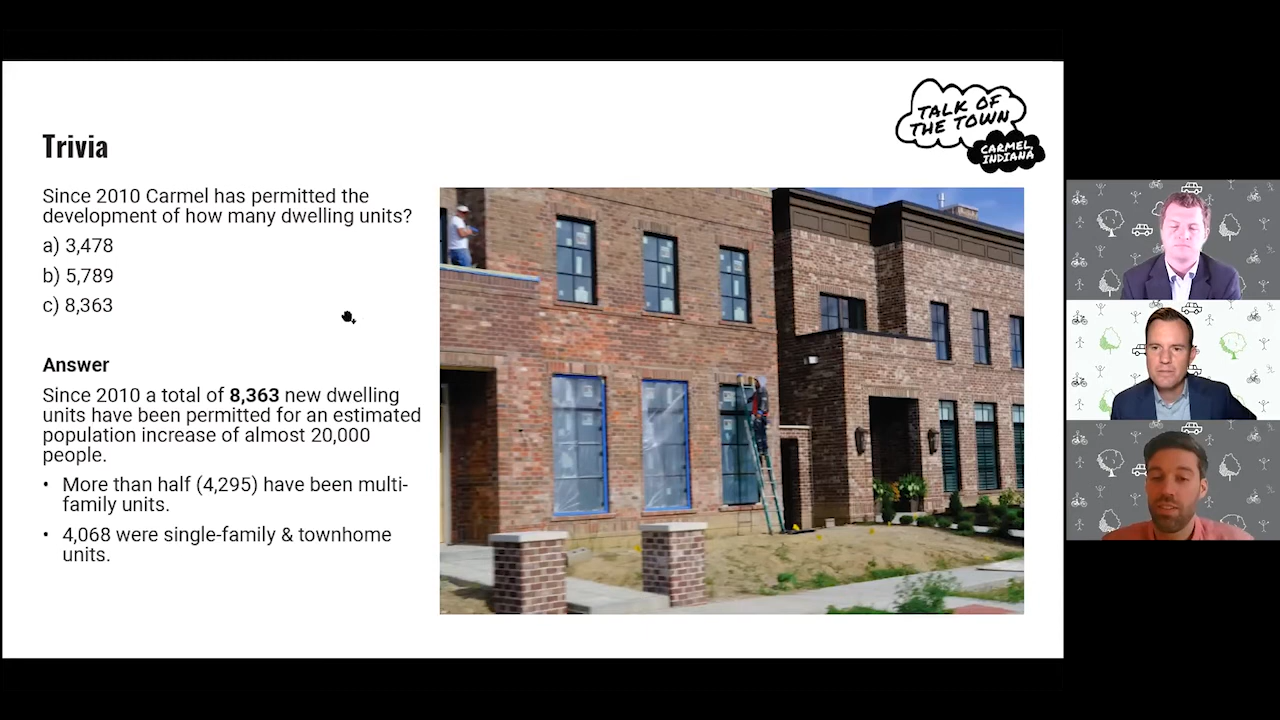 TALK OF
THE TOWN
CARMEL,
INDIANA
Trivia
Since 2010 Carmel has permitted the
development of how many dwelling units?
a) 3,478
b) 5,789
c) 8,363
Answer
Since 2010 a total of 8,363 new dwelling
units have been permitted for an estimated
population increase of almost 20,000
people.
• More than half (4,295) have been multi-
family units.
• 4,068 were single-family & townhome
units.